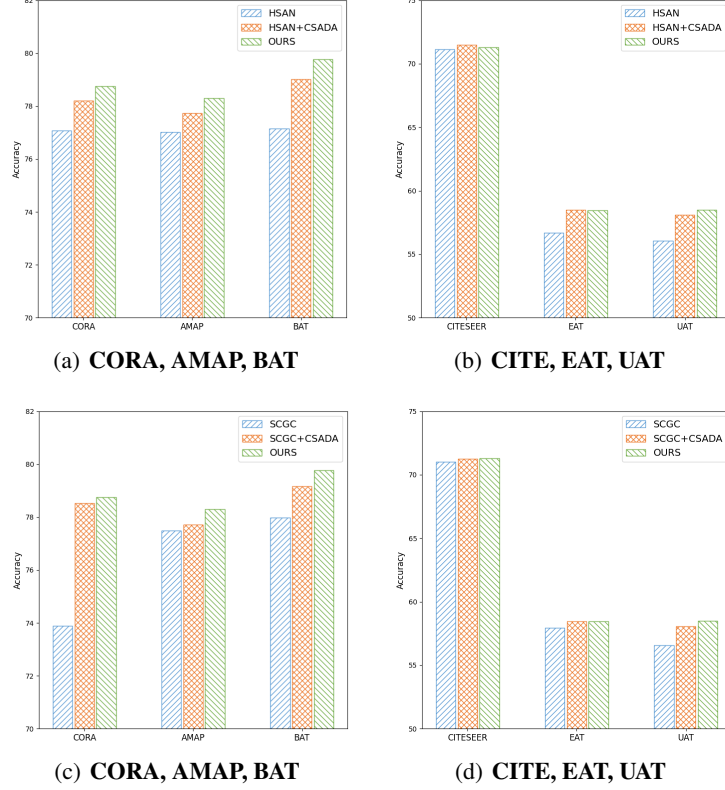 82
80
78
76
74
72
70
Accuracy
HSAN
HSAN+CSADA
OURS
CORA
AMAP
BAT
(a) CORA, AMAP, BAT
75
70
65
60
55
50
Accuracy
HSAN
HSAN+CSADA
OURS
CITESEER
EAT
UAT
(b) CITE, EAT, UAT
82
80
78
76
74
72
70
Accuracy
SCGC
SCGC+CSADA
OURS
CORA
AMAP
BAT
(c) CORA, AMAP, BAT
75
70
65
60
55
50
Accuracy
SCGC
SCGC+CSADA
OURS
CITESEER
EAT
UAT
(d) CITE, EAT, UAT